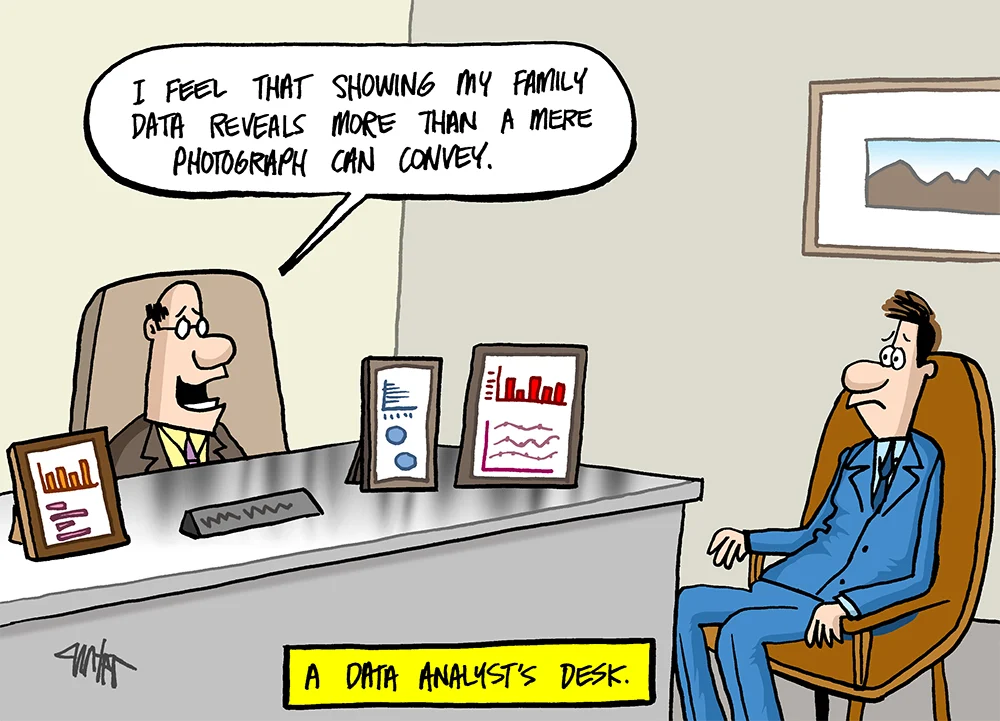 I FEEL THAT SHOWING MY FAMILY
DATA REVEALS MORE THAN A MERE
PHOTOGRAPH CAN CONVEY.
A DATA ANALYST'S DESK.